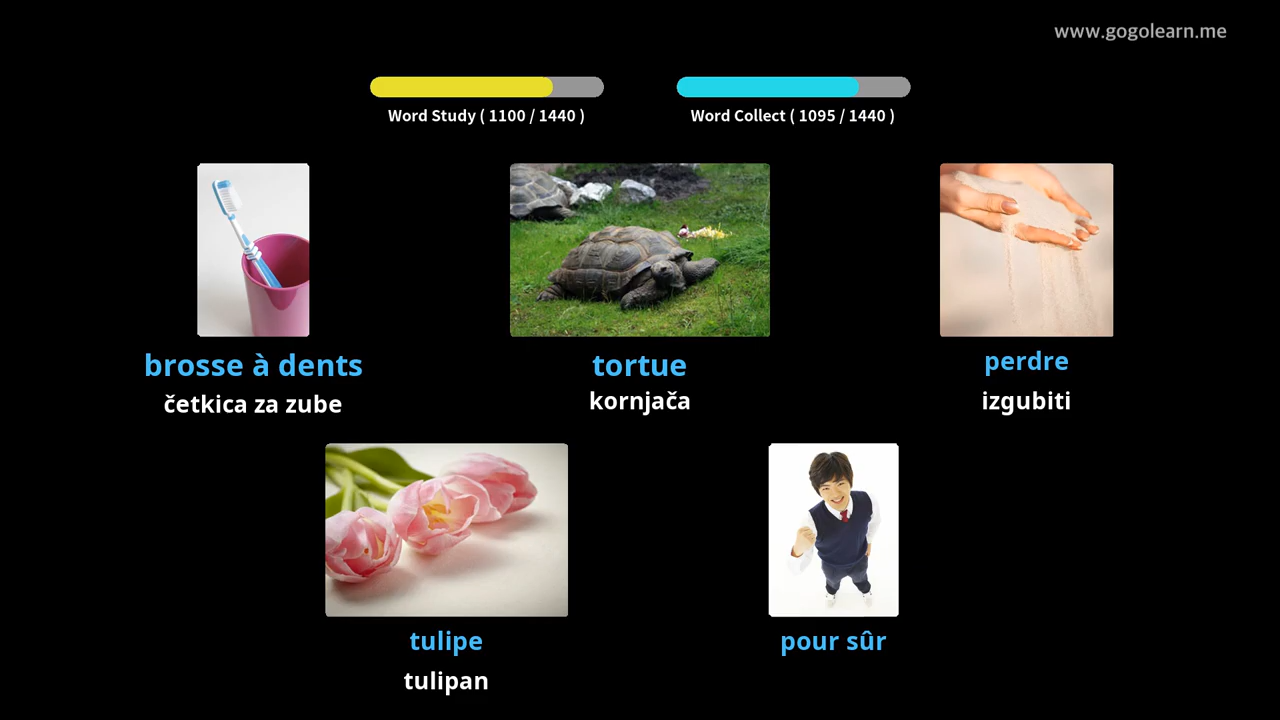 www.gogolearn.me
Word Study ( 1100 / 1440 )
Word Collect ( 1095 / 1440 )
brosse à dents
četkica za zube
tortue
kornjača
perdre
izgubiti
tulipe
tulipan
pour sûr